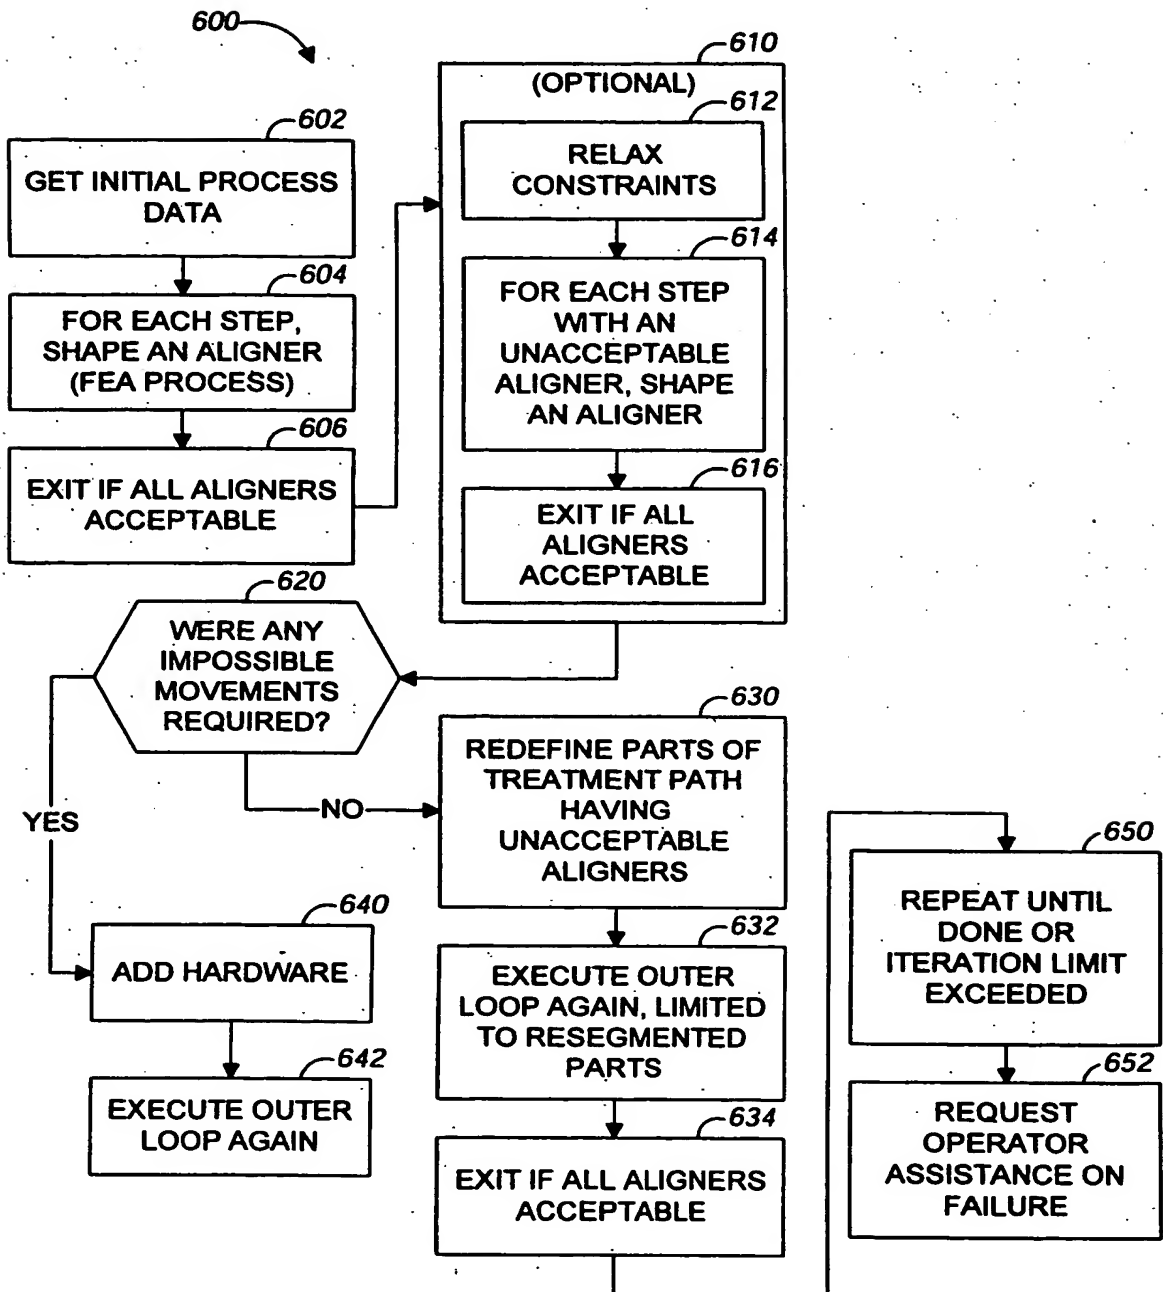 600
602
GET INITIAL PROCESS
DATA
604
FOR EACH STEP,
SHAPE AN ALIGNER
(FEA PROCESS)
606
EXIT IF ALL ALIGNERS
ACCEPTABLE
610
(OPTIONAL)
612
RELAX
CONSTRAINTS
614
FOR EACH STEP
WITH AN
UNACCEPTABLE
ALIGNER, SHAPE
AN ALIGNER
616
EXIT IF ALL
ALIGNERS
ACCEPTABLE
620
WERE ANY
IMPOSSIBLE
MOVEMENTS
REQUIRED?
YES
NO
630
REDEFINE PARTS OF
TREATMENT PATH
HAVING
UNACCEPTABLE
ALIGNERS
632
EXECUTE OUTER
LOOP AGAIN, LIMITED
TO RESEGMENTED
PARTS
634
EXIT IF ALL ALIGNERS
ACCEPTABLE
640
ADD HARDWARE
642
EXECUTE OUTER
LOOP AGAIN
650
REPEAT UNTIL
DONE OR
ITERATION LIMIT
EXCEEDED
652
REQUEST
OPERATOR
ASSISTANCE ON
FAILURE